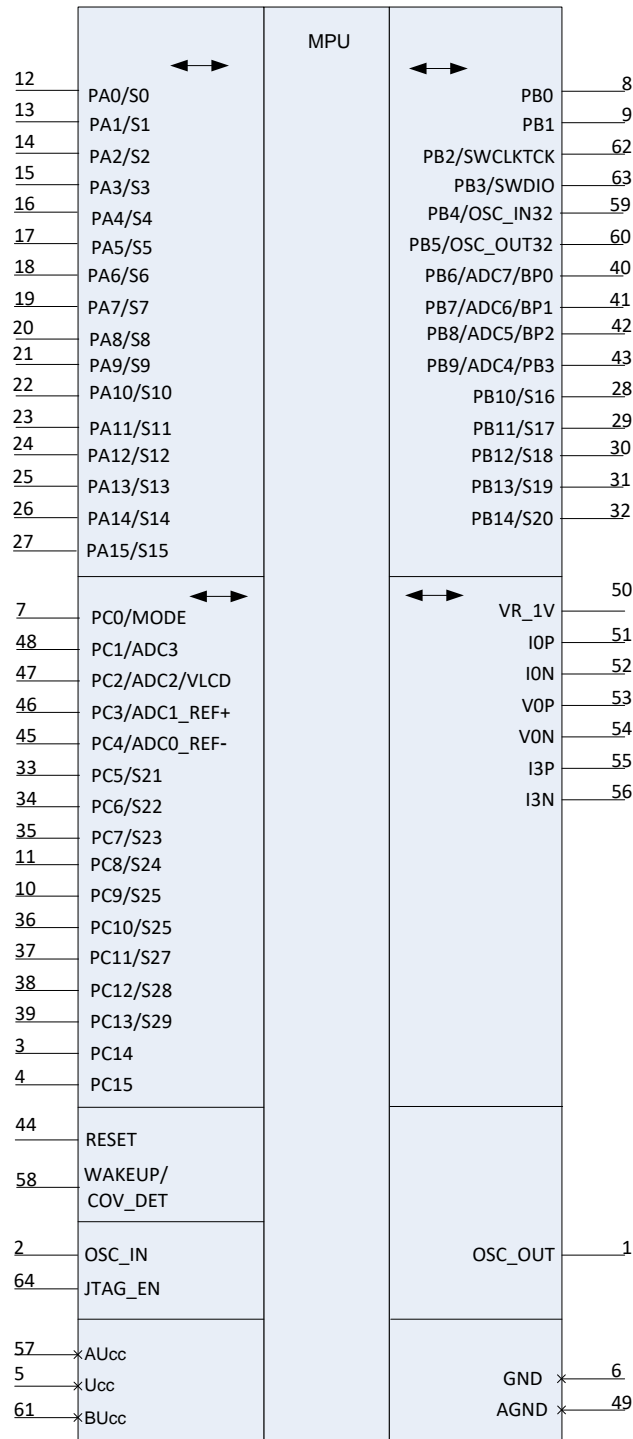 MPU
12 PA0/S0
13 PA1/S1
14 PA2/S2
15 PA3/S3
16 PA4/S4
17 PA5/S5
18 PA6/S6
19 PA7/S7
20 PA8/S8
21 PA9/S9
22 PA10/S10
23 PA11/S11
24 PA12/S12
25 PA13/S13
26 PA14/S14
27 PA15/S15
PB0 8
PB1 9
PB2/SWCLKTCK 62
PB3/SWDIO 63
PB4/OSC_IN32 59
PB5/OSC_OUT32 60
PB6/ADC7/BP0 40
PB7/ADC6/BP1 41
PB8/ADC5/BP2 42
PB9/ADC4/PB3 43
PB10/S16 28
PB11/S17 29
PB12/S18 30
PB13/S19 31
PB14/S20 32
7 PC0/MODE
48 PC1/ADC3
47 PC2/ADC2/VLCD
46 PC3/ADC1_REF+
45 PC4/ADC0_REF-
33 PC5/S21
34 PC6/S22
35 PC7/S23
11 PC8/S24
10 PC9/S25
36 PC10/S25
37 PC11/S27
38 PC12/S28
39 PC13/S29
3 PC14
4 PC15
VR_1V 50
I0P 51
I0N 52
V0P 53
V0N 54
I3P 55
I3N 56
44 RESET
58 WAKEUP/
COV_DET
2 OSC_IN
64 JTAG_EN
OSC_OUT 1
57 AUcc
5 Ucc
61 BUcc
GND 6
AGND 49